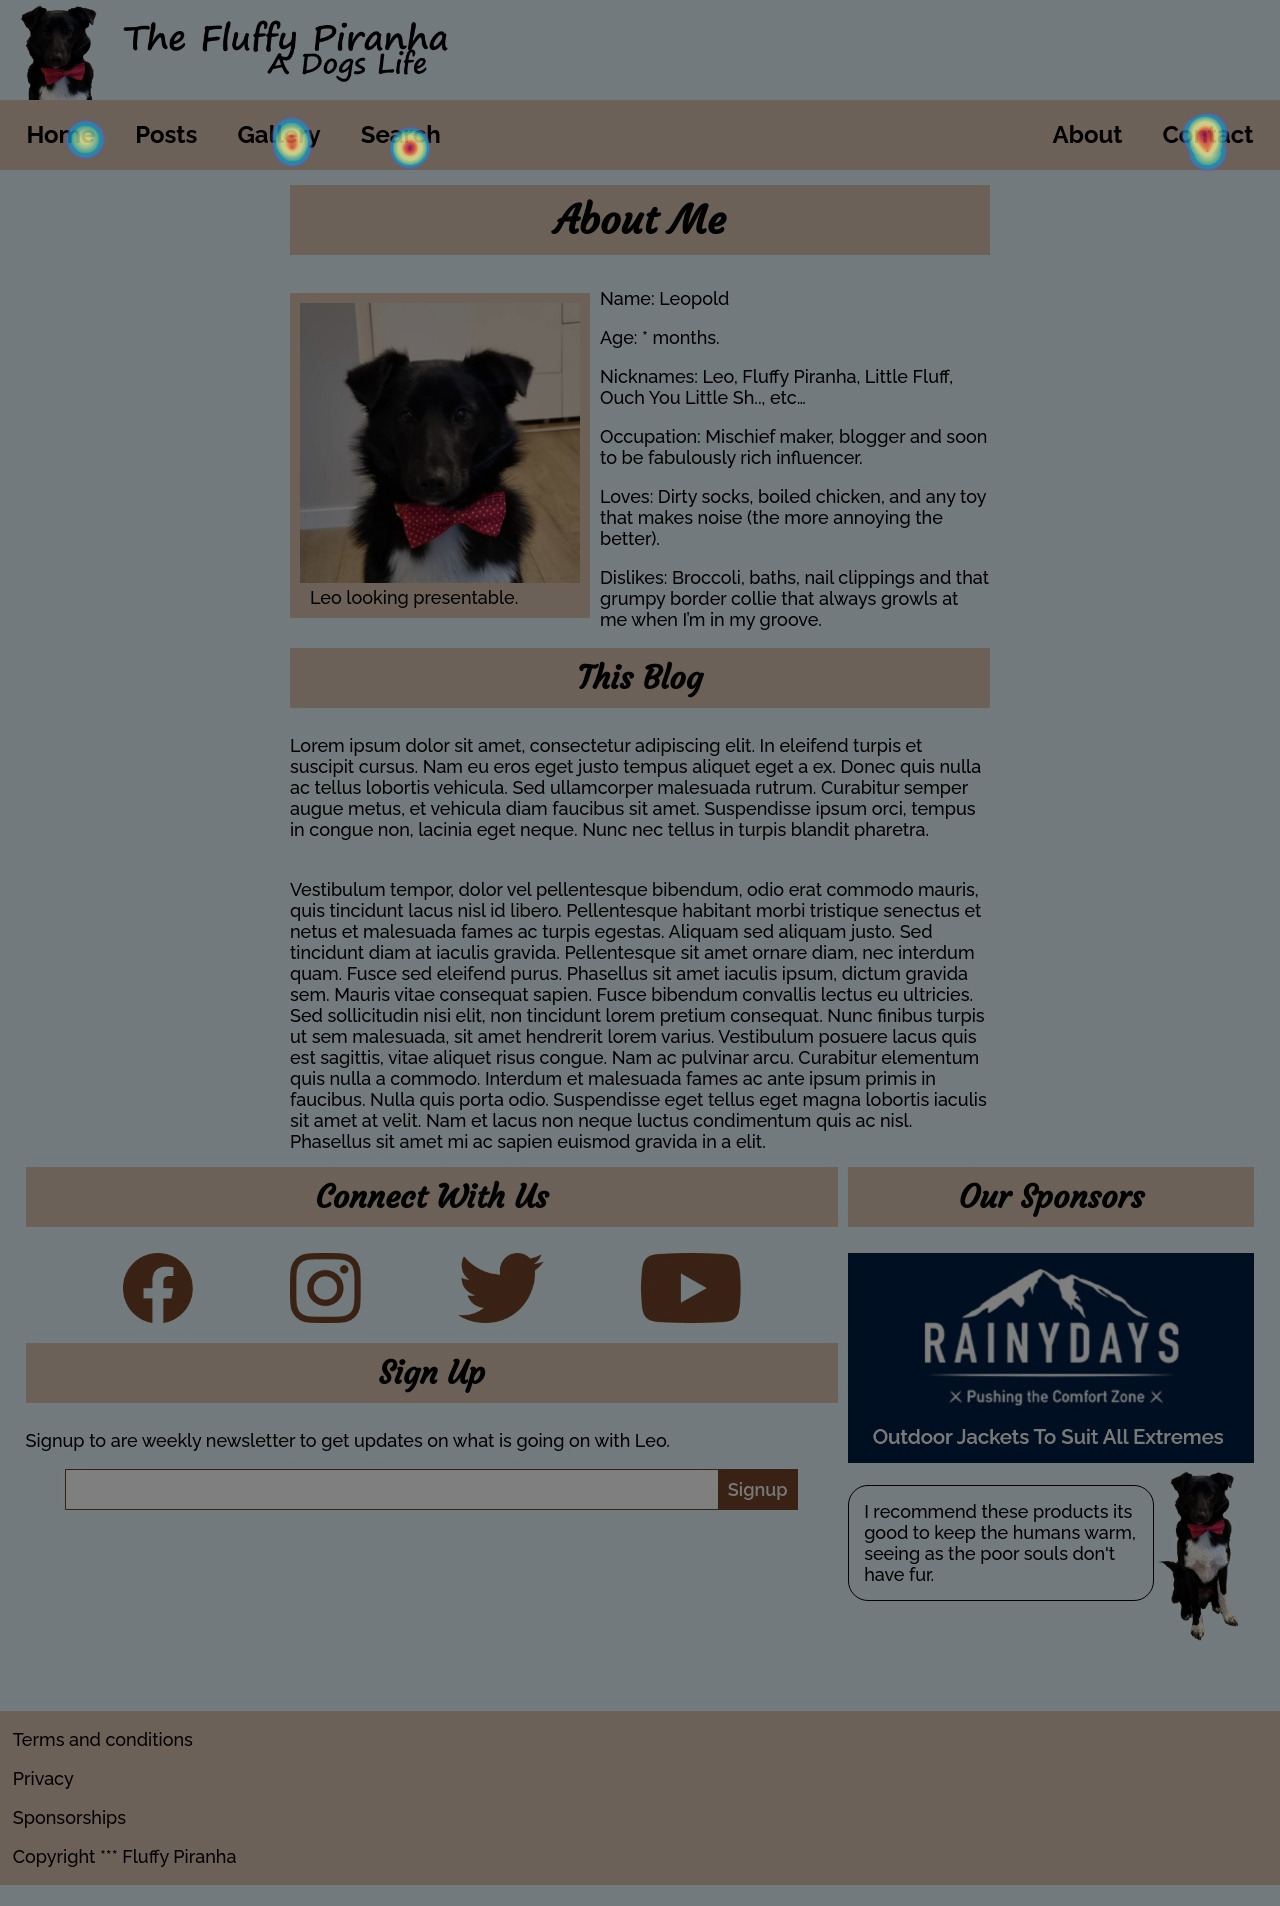 The Fluffy Piranha
A Dogs Life
Home Posts Gallery Search About Contact
About Me
Name: Leopold
Age: * months.
Nicknames: Leo, Fluffy Piranha, Little Fluff,
Ouch You Little Sh.., etc...
Occupation: Mischief maker, blogger and soon
to be fabulously rich influencer.
Loves: Dirty socks, boiled chicken, and any toy
that makes noise (the more annoying the
better).
Dislikes: Broccoli, baths, nail clippings and that
grumpy border collie that always growls at
me when I'm in my groove.
Leo looking presentable.
This Blog
Lorem ipsum dolor sit amet, consectetur adipiscing elit. In eleifend turpis et
suscipit cursus. Nam eu eros eget justo tempus aliquet eget a ex. Donec quis nulla
ac tellus lobortis vehicula. Sed ullamcorper malesuada rutrum. Curabitur semper
augue metus, et vehicula diam faucibus sit amet. Suspendisse ipsum orci, tempus
in congue non, lacinia eget neque. Nunc nec tellus in turpis blandit pharetra.
Vestibulum tempor, dolor vel pellentesque bibendum, odio erat commodo mauris,
quis tincidunt lacus nisl id libero. Pellentesque habitant morbi tristique senectus et
netus et malesuada fames ac turpis egestas. Aliquam sed aliquam justo. Sed
tincidunt diam at iaculis gravida. Pellentesque sit amet ornare diam, nec interdum
quam. Fusce sed eleifend purus. Phasellus sit amet iaculis ipsum, dictum gravida
sem. Mauris vitae consequat sapien. Fusce bibendum convallis lectus eu ultricies.
Sed sollicitudin nisi elit, non tincidunt lorem pretium consequat. Nunc finibus turpis
ut sem malesuada, sit amet hendrerit lorem varius. Vestibulum posuere lacus quis
est sagittis, vitae aliquet risus congue. Nam ac pulvinar arcu. Curabitur elementum
quis nulla a commodo. Interdum et malesuada fames ac ante ipsum primis in
faucibus. Nulla quis porta odio. Suspendisse eget tellus eget magna lobortis iaculis
sit amet at velit. Nam et lacus non neque luctus condimentum quis ac nisl.
Phasellus sit amet mi ac sapien euismod gravida in a elit.
Connect With Us
Sign Up
Signup to are weekly newsletter to get updates on what is going on with Leo.
Signup
Our Sponsors
RAINYDAYS
Pushing the Comfort Zone
Outdoor Jackets To Suit All Extremes
I recommend these products its
good to keep the humans warm,
seeing as the poor souls don't
have fur.
Terms and conditions
Privacy
Sponsorships
Copyright *** Fluffy Piranha